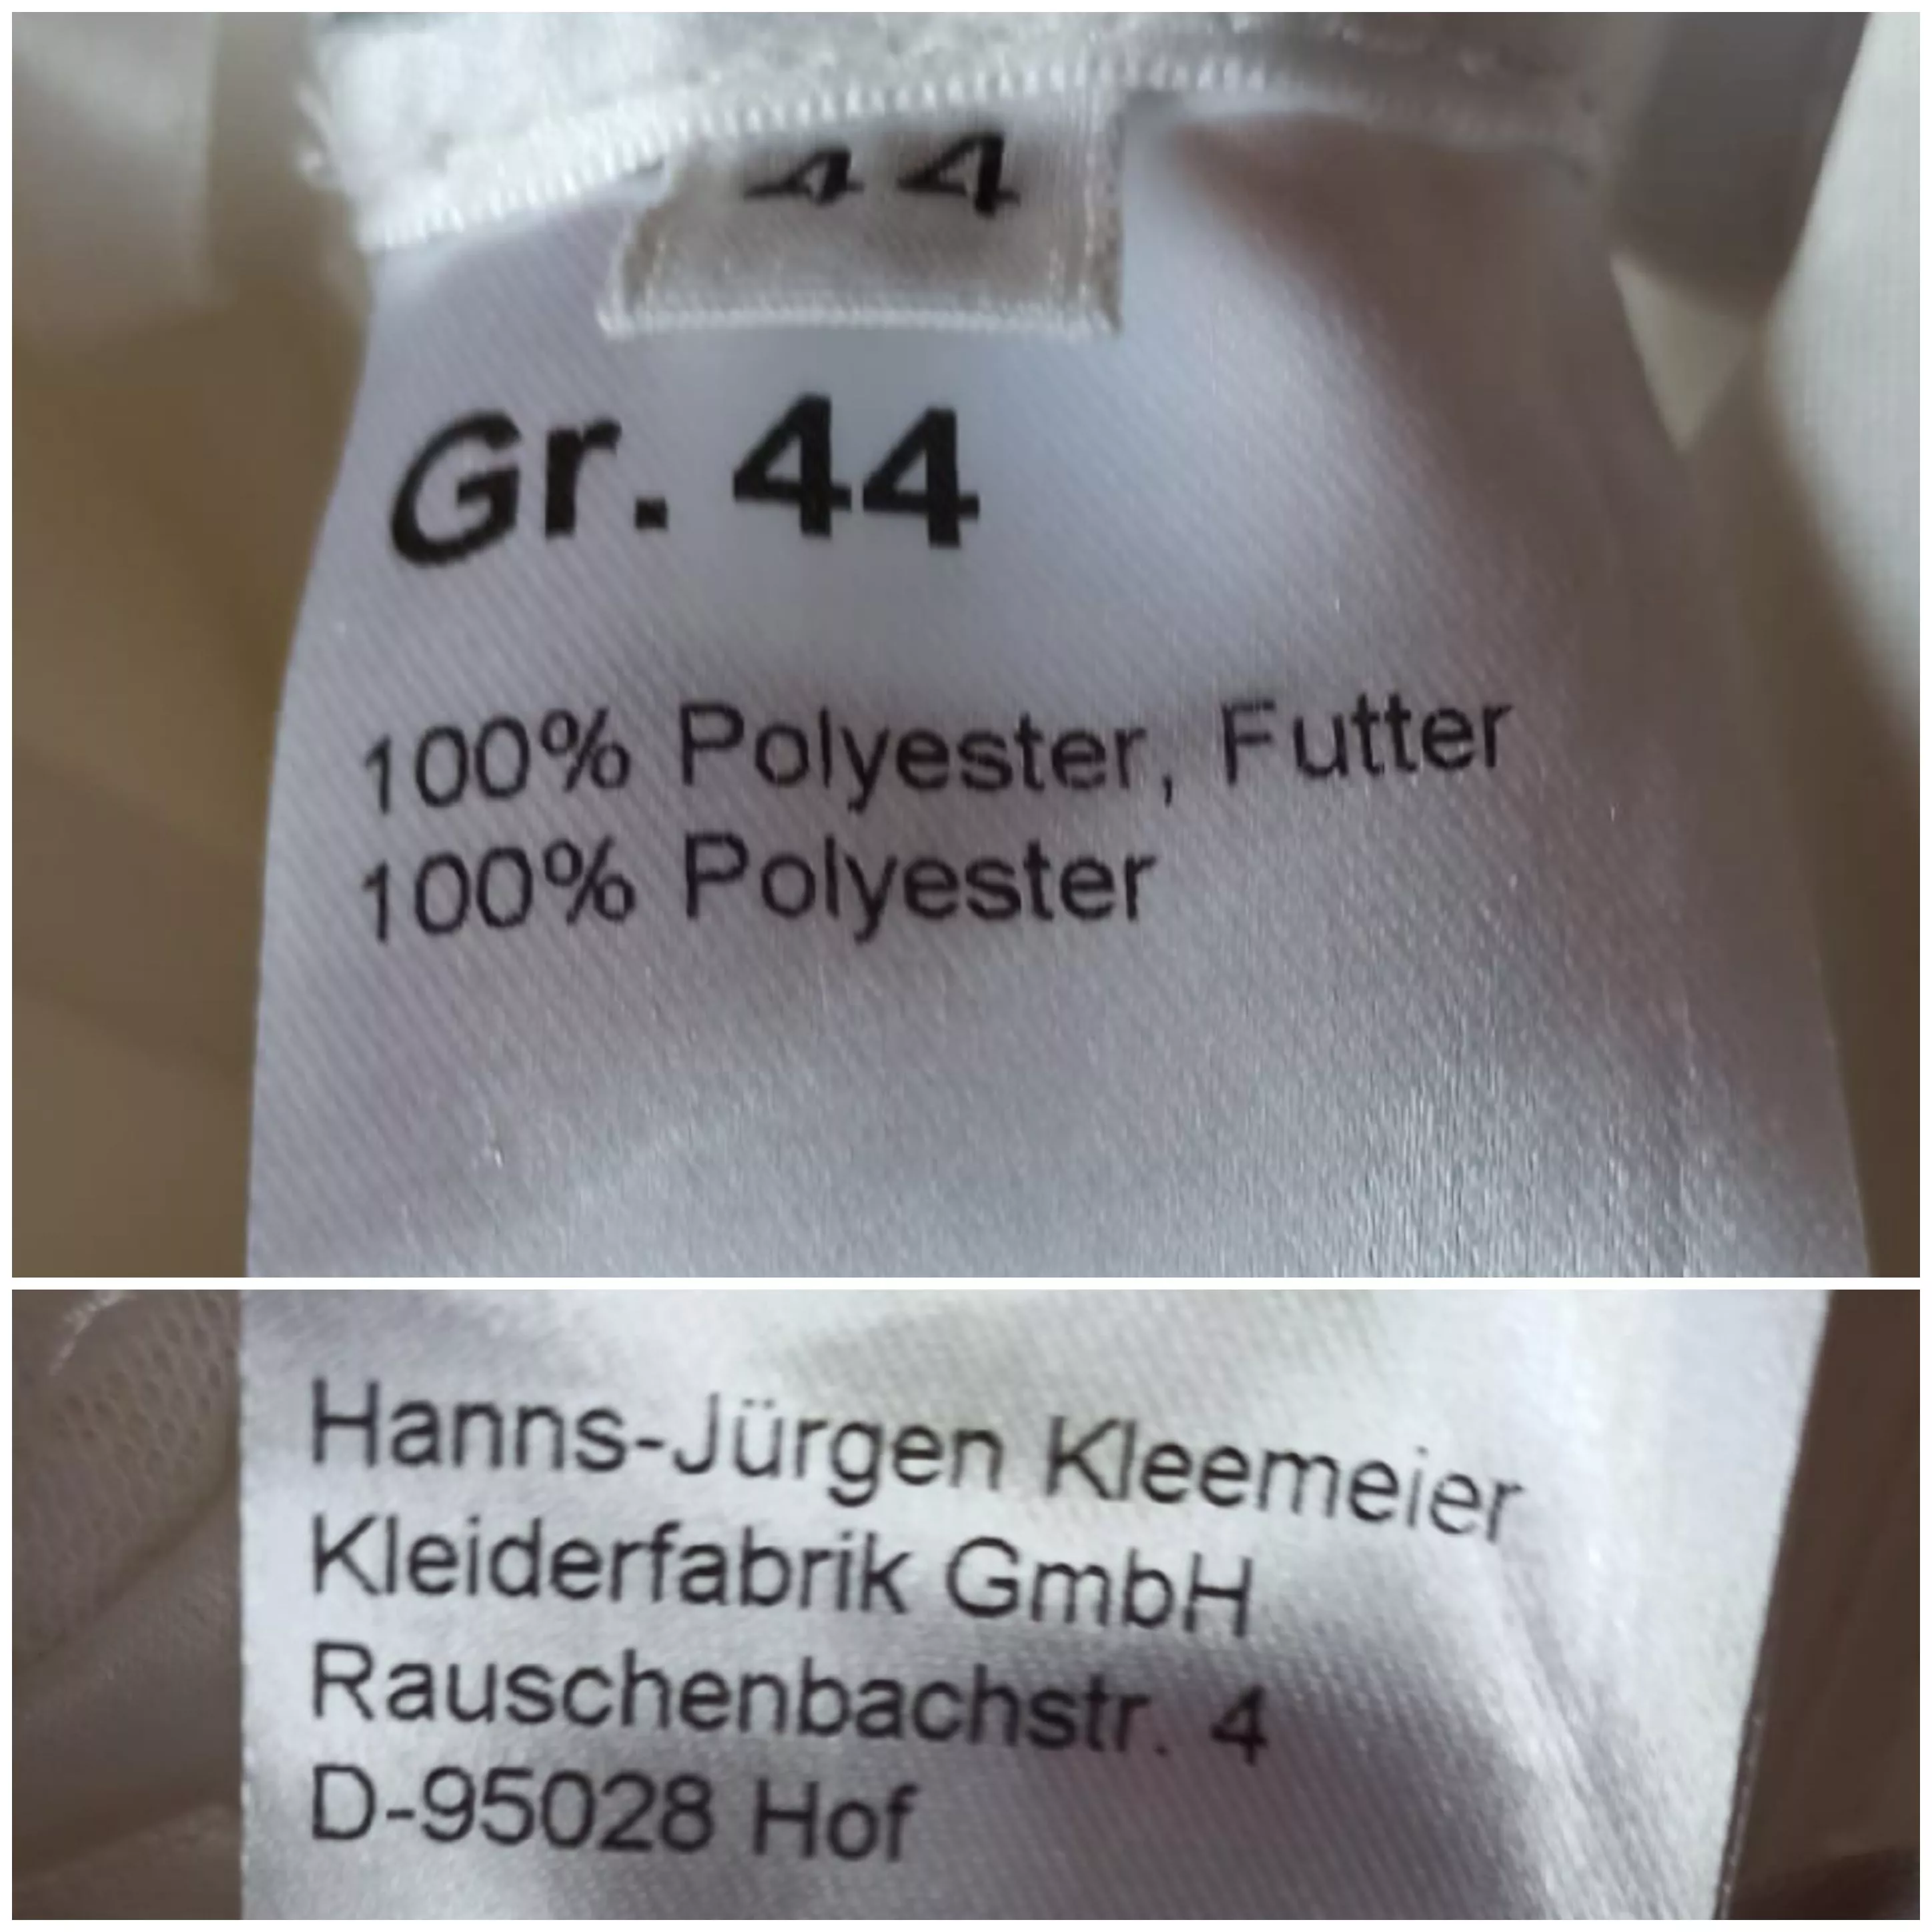 44
Gr. 44
100% Polyester, Futter
100% Polyester
Hanns-Jürgen Kleemeier
Kleiderfabrik GmbH
Rauschenbachstr. 4
D-95028 Hof